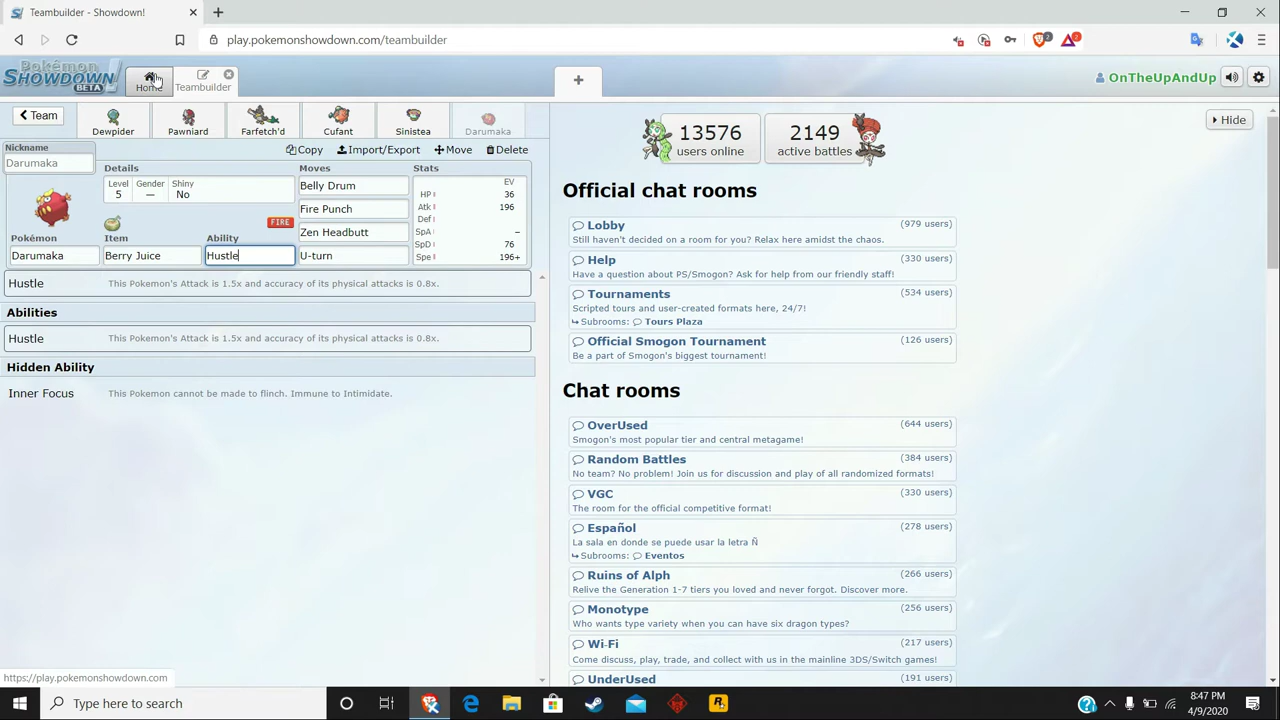 Teambuilder - Showdown!
play.pokemonshowdown.com/teambuilder
2
2
Pokémon
Showdown!
BETA
Home
Teambuilder
OnTheUpAndUp
Team
Dewpider
Pawniard
Farfetch'd
Cufant
Sinistea
Darumaka
Copy
Import/Export
Move
Delete
Nickname
Darumaka
Details
Level
5
Gender
—
Shiny
No
FIRE
Pokémon
Darumaka
Item
Berry Juice
Ability
Hustle
Moves
Belly Drum
Fire Punch
Zen Headbutt
U-turn
Stats
EV
HP 36
Atk 196
Def
SpA –
SpD 76
Spe 196+
Hustle This Pokemon's Attack is 1.5x and accuracy of its physical attacks is 0.8x.
Abilities
Hustle This Pokemon's Attack is 1.5x and accuracy of its physical attacks is 0.8x.
Hidden Ability
Inner Focus This Pokemon cannot be made to flinch. Immune to Intimidate.
13576
users online
2149
active battles
Hide
Official chat rooms
Lobby (979 users)
Still haven't decided on a room for you? Relax here amidst the chaos.
Help (330 users)
Have a question about PS/Smogon? Ask for help from our friendly staff!
Tournaments (534 users)
Scripted tours and user-created formats here, 24/7!
Subrooms: Tours Plaza
Official Smogon Tournament (126 users)
Be a part of Smogon's biggest tournament!
Chat rooms
OverUsed (644 users)
Smogon's most popular tier and central metagame!
Random Battles (384 users)
No team? No problem! Join us for discussion and play of all randomized formats!
VGC (330 users)
The room for the official competitive format!
Español (278 users)
La sala en donde se puede usar la letra Ñ
Subrooms: Eventos
Ruins of Alph (266 users)
Relive the Generation 1-7 tiers you loved and never forgot. Discover more.
Monotype (256 users)
Who wants type variety when you can have six dragon types?
Wi-Fi (217 users)
Come discuss, play, trade, and collect with us in the mainline 3DS/Switch games!
UnderUsed (191 users)
https://play.pokemonshowdown.com
Type here to search
8:47 PM
4/9/2020